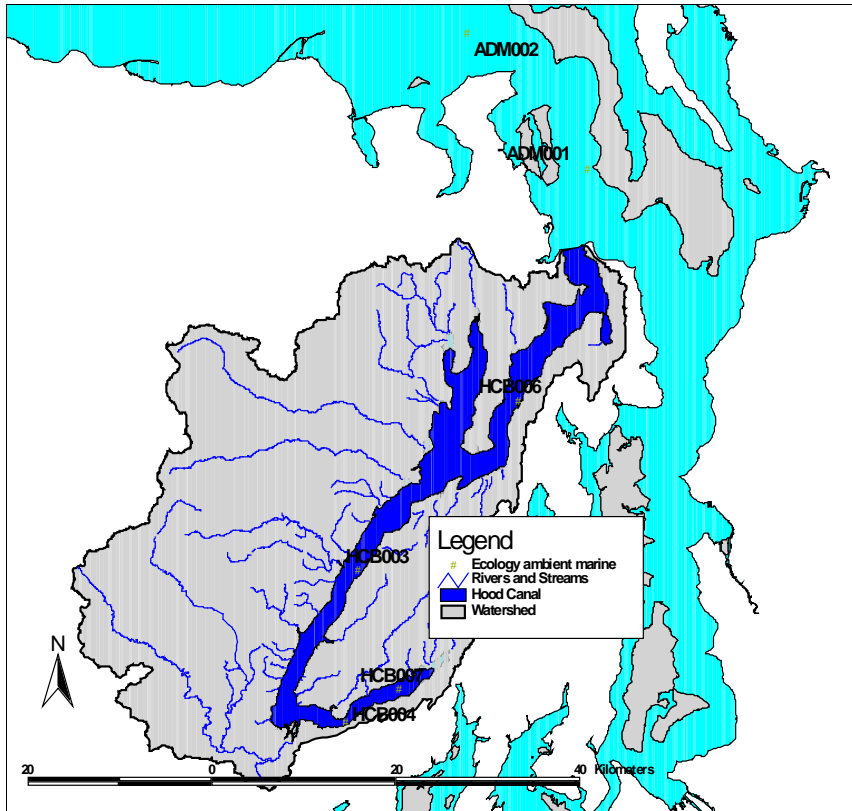 ADM002
ADM001
HCB006
Legend
# Ecology ambient marine
Rivers and Streams
Hood Canal
Watershed
HCB003
N
HCB007
HCB004
20 0 20 40 Kilometers